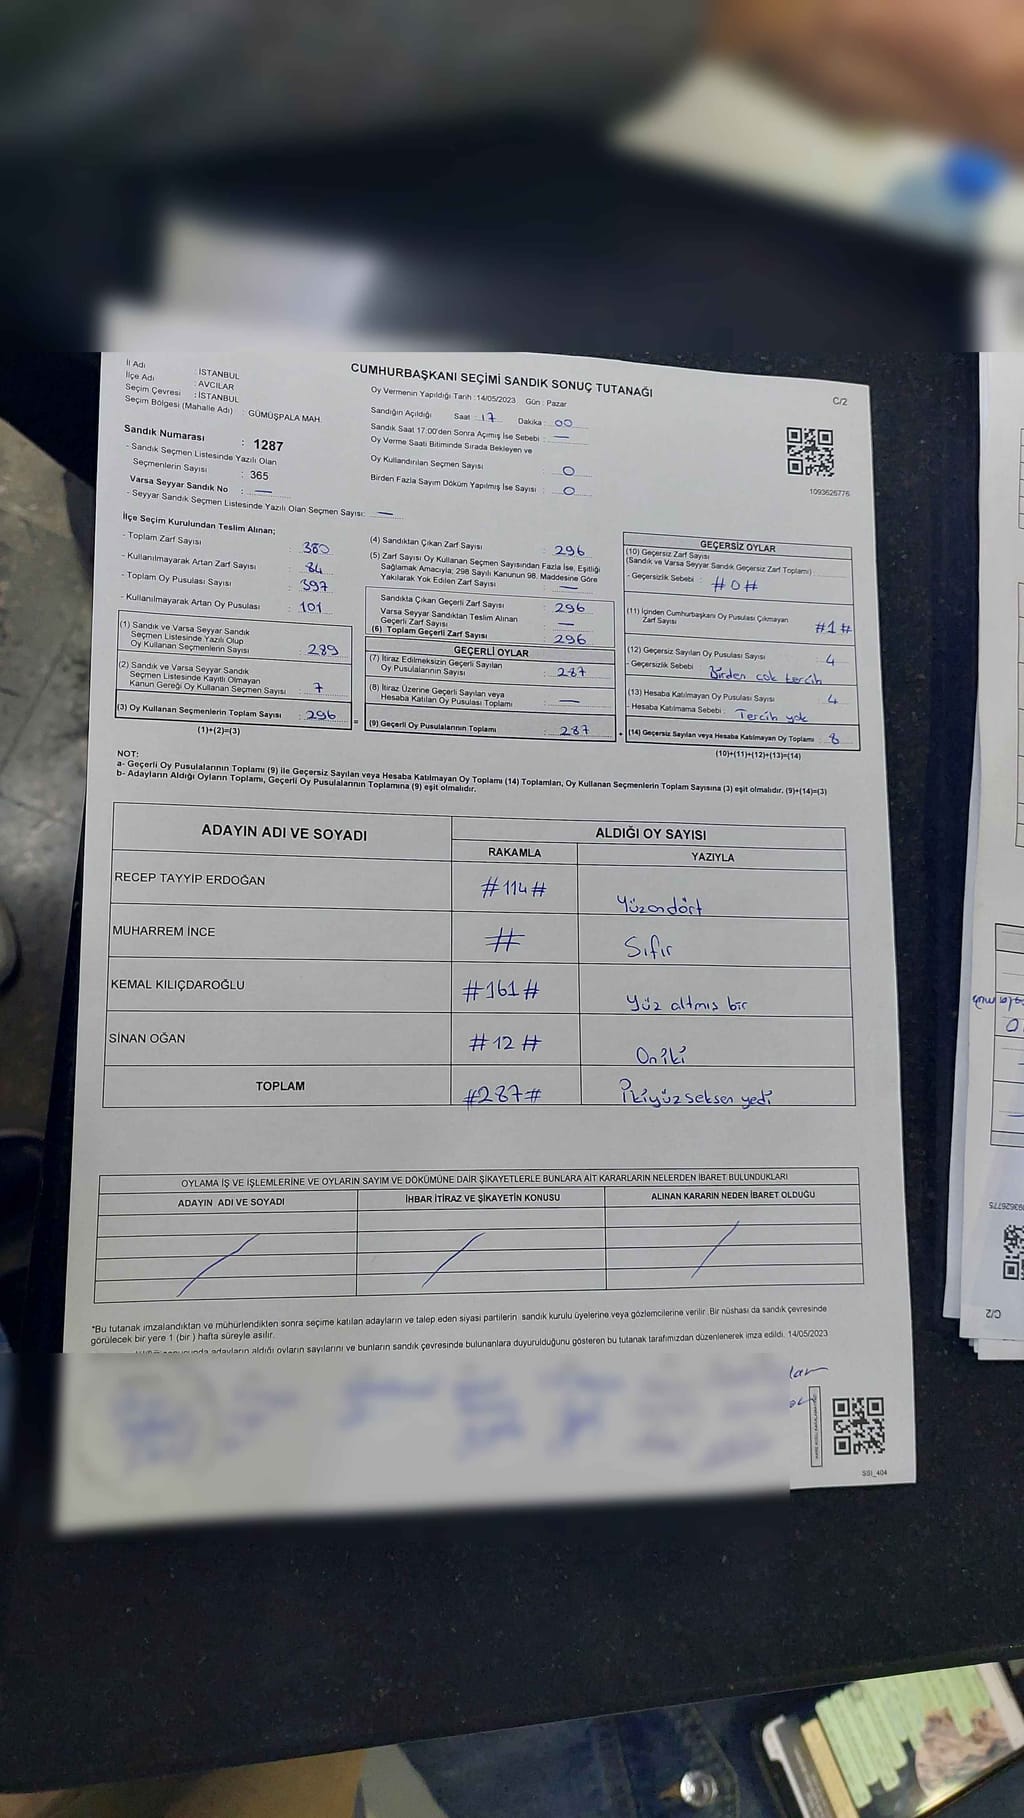 CUMHURBAŞKANI SEÇİMİ SANDIK SONUÇ TUTANAĞI
C/2
İl Adı : İSTANBUL
İlçe Adı : AVCILAR
Seçim Çevresi : İSTANBUL
Seçim Bölgesi (Mahalle Adı) : GÜMÜŞPALA MAH.
Sandık Numarası : 1287
- Sandık Seçmen Listesinde Yazılı Olan
Seçmenlerin Sayısı : 365
Varsa Seyyar Sandık No : —
- Seyyar Sandık Seçmen Listesinde Yazılı Olan Seçmen Sayısı: —
Oy Vermenin Yapıldığı Tarih :14/05/2023 Gün : Pazar
Sandığın Açıldığı Saat : 17 Dakika : 00
Sandık Saat 17:00'den Sonra Açımış İse Sebebi : —
Oy Verme Saati Bitiminde Sırada Bekleyen ve
Oy Kullandırılan Seçmen Sayısı : 0
Birden Fazla Sayım Döküm Yapılmış İse Sayısı : 0
1093626776
İlçe Seçim Kurulundan Teslim Alınan;
- Toplam Zarf Sayısı : 380
- Kullanılmayarak Artan Zarf Sayısı : 84
- Toplam Oy Pusulası Sayısı : 397
- Kullanılmayarak Artan Oy Pusulası : 101
(1) Sandık ve Varsa Seyyar Sandık
Seçmen Listesinde Yazılı Olup
Oy Kullanan Seçmenlerin Sayısı : 289
(2) Sandık ve Varsa Seyyar Sandık
Seçmen Listesinde Kayıtlı Olmayan
Kanun Gereği Oy Kullanan Seçmen Sayısı : 7
(3) Oy Kullanan Seçmenlerin Toplam Sayısı : 296
(1)+(2)=(3)
(4) Sandıktan Çıkan Zarf Sayısı : 296
(5) Zarf Sayısı Oy Kullanan Seçmen Sayısından Fazla İse, Eşitliği
Sağlamak Amacıyla; 298 Sayılı Kanunun 98. Maddesine Göre
Yakılarak Yok Edilen Zarf Sayısı : —
Sandıkta Çıkan Geçerli Zarf Sayısı : 296
Varsa Seyyar Sandıktan Teslim Alınan
Geçerli Zarf Sayısı : —
(6) Toplam Geçerli Zarf Sayısı : 296
GEÇERLİ OYLAR
(7) İtiraz Edilmeksizin Geçerli Sayılan
Oy Pusulalarının Sayısı : 287
(8) İtiraz Üzerine Geçerli Sayılan veya
Hesaba Katılan Oy Pusulası Toplamı : —
(9) Geçerli Oy Pusulalarının Toplamı : 287
=
+
GEÇERSİZ OYLAR
(10) Geçersiz Zarf Sayısı
(Sandık ve Varsa Seyyar Sandık Geçersiz Zarf Toplamı)
- Geçersizlik Sebebi : #0#
(11) İçinden Cumhurbaşkanı Oy Pusulası Çıkmayan
Zarf Sayısı #1#
(12) Geçersiz Sayılan Oy Pusulası Sayısı : 4
- Geçersizlik Sebebi : Birden çok tercih
(13) Hesaba Katılmayan Oy Pusulası Sayısı : 4
- Hesaba Katılmama Sebebi : Tercih yok
(14) Geçersiz Sayılan veya Hesaba Katılmayan Oy Toplamı : 8
(10)+(11)+(12)+(13)=(14)
NOT:
a- Geçerli Oy Pusulalarının Toplamı (9) ile Geçersiz Sayılan veya Hesaba Katılmayan Oy Toplamı (14) Toplamları, Oy Kullanan Seçmenlerin Toplam Sayısına (3) eşit olmalıdır. (9)+(14)=(3)
b- Adayların Aldığı Oyların Toplamı, Geçerli Oy Pusulalarının Toplamına (9) eşit olmalıdır.
ADAYIN ADI VE SOYADI
ALDIĞI OY SAYISI
RAKAMLA YAZIYLA
RECEP TAYYİP ERDOĞAN #114# Yüzondört
MUHARREM İNCE # Sıfır
KEMAL KILIÇDAROĞLU #161# Yüz altmış bir
SİNAN OĞAN #12# Oniki
TOPLAM #287# İkiyüzseksen yedi
OYLAMA İŞ VE İŞLEMLERİNE VE OYLARIN SAYIM VE DÖKÜMÜNE DAİR ŞİKAYETLERLE BUNLARA AİT KARARLARIN NELERDEN İBARET BULUNDUKLARI
ADAYIN ADI VE SOYADI İHBAR İTİRAZ VE ŞİKAYETİN KONUSU ALINAN KARARIN NEDEN İBARET OLDUĞU
*Bu tutanak imzalandıktan ve mühürlendikten sonra seçime katılan adayların ve talep eden siyasi partilerin sandık kurulu üyelerine veya gözlemcilerine verilir. Bir nüshası da sandık çevresinde
görülecek bir yere 1 (bir) hafta süreyle asılır.
adayların aldığı oyların sayılarını ve bunların sandık çevresinde bulunanlara duyurulduğunu gösteren bu tutanak tarafımızdan düzenlenerek imza edildi. 14/05/2023
SSI_404
C/2